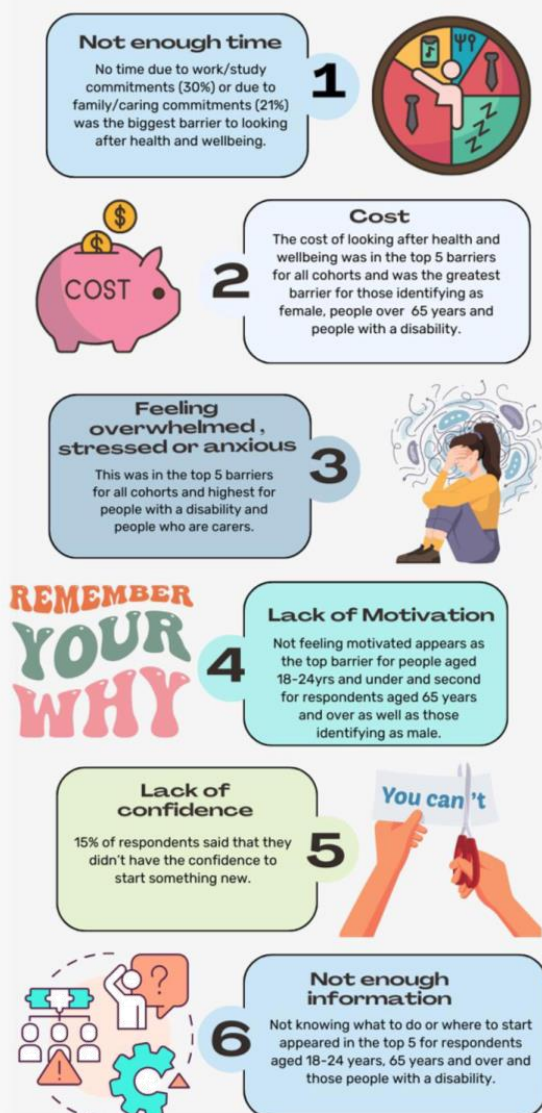 Not enough time
No time due to work/study
commitments (30%) or due to
family/caring commitments (21%)
was the biggest barrier to looking
after health and wellbeing.
1
COST
2
Cost
The cost of looking after health and
wellbeing was in the top 5 barriers
for all cohorts and was the greatest
barrier for those identifying as
female, people over 65 years and
people with a disability.
Feeling
overwhelmed,
stressed or anxious
This was in the top 5 barriers
for all cohorts and highest for
people with a disability and
people who are carers.
3
REMEMBER
YOUR
WHY
4
Lack of Motivation
Not feeling motivated appears as
the top barrier for people aged
18-24yrs and under and second
for respondents aged 65 years
and over as well as those
identifying as male.
Lack of
confidence
15% of respondents said that they
didn't have the confidence to
start something new.
5
You can't
6
Not enough
information
Not knowing what to do or where to start
appeared in the top 5 for respondents
aged 18-24 years, 65 years and over and
those people with a disability.